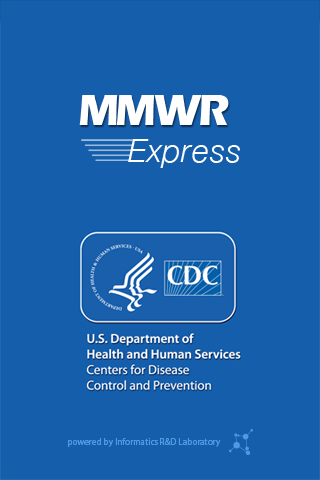 MMWR
Express
DEPARTMENT OF HEALTH & HUMAN SERVICES • USA
CDC
U.S. Department of
Health and Human Services
Centers for Disease
Control and Prevention
powered by Informatics R&D Laboratory